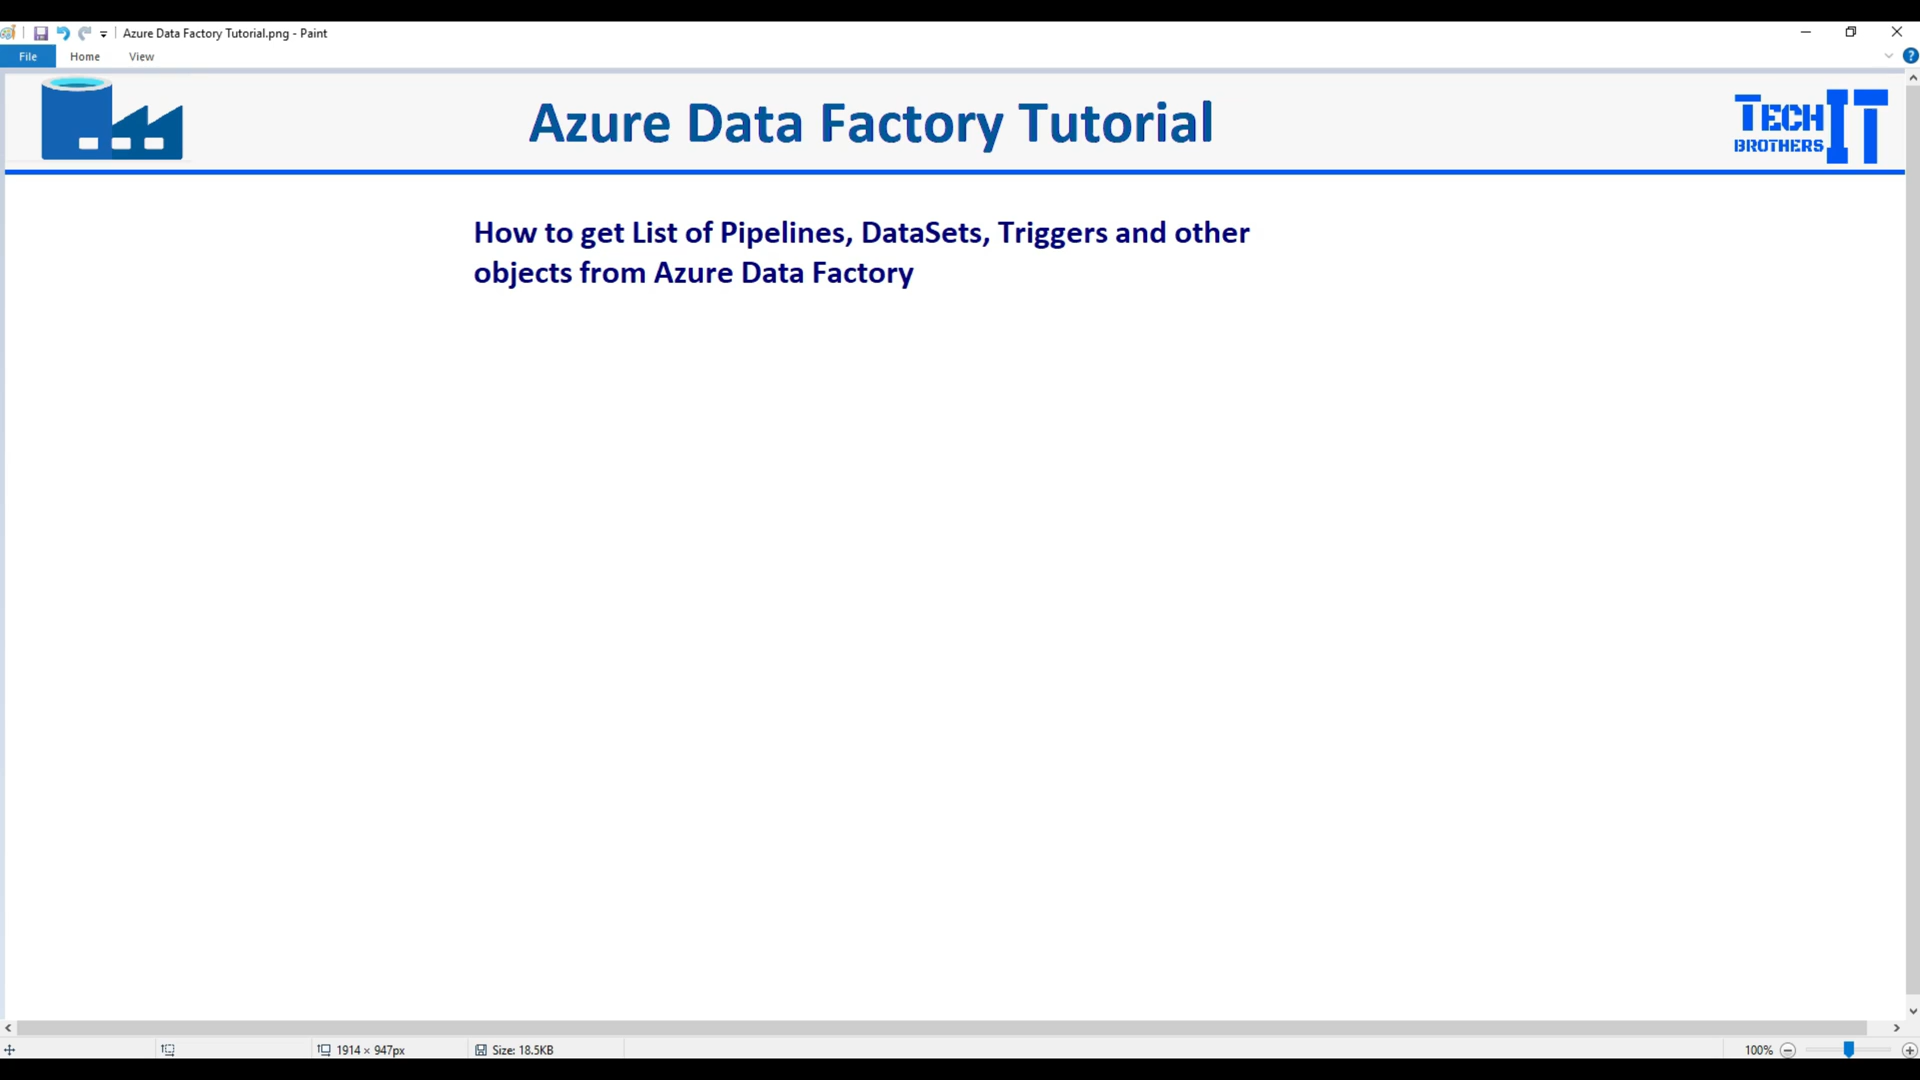 Azure Data Factory Tutorial.png - Paint
File Home View
Azure Data Factory Tutorial
TECH BROTHERS IT
How to get List of Pipelines, DataSets, Triggers and other
objects from Azure Data Factory
1914 × 947px Size: 18.5KB 100%